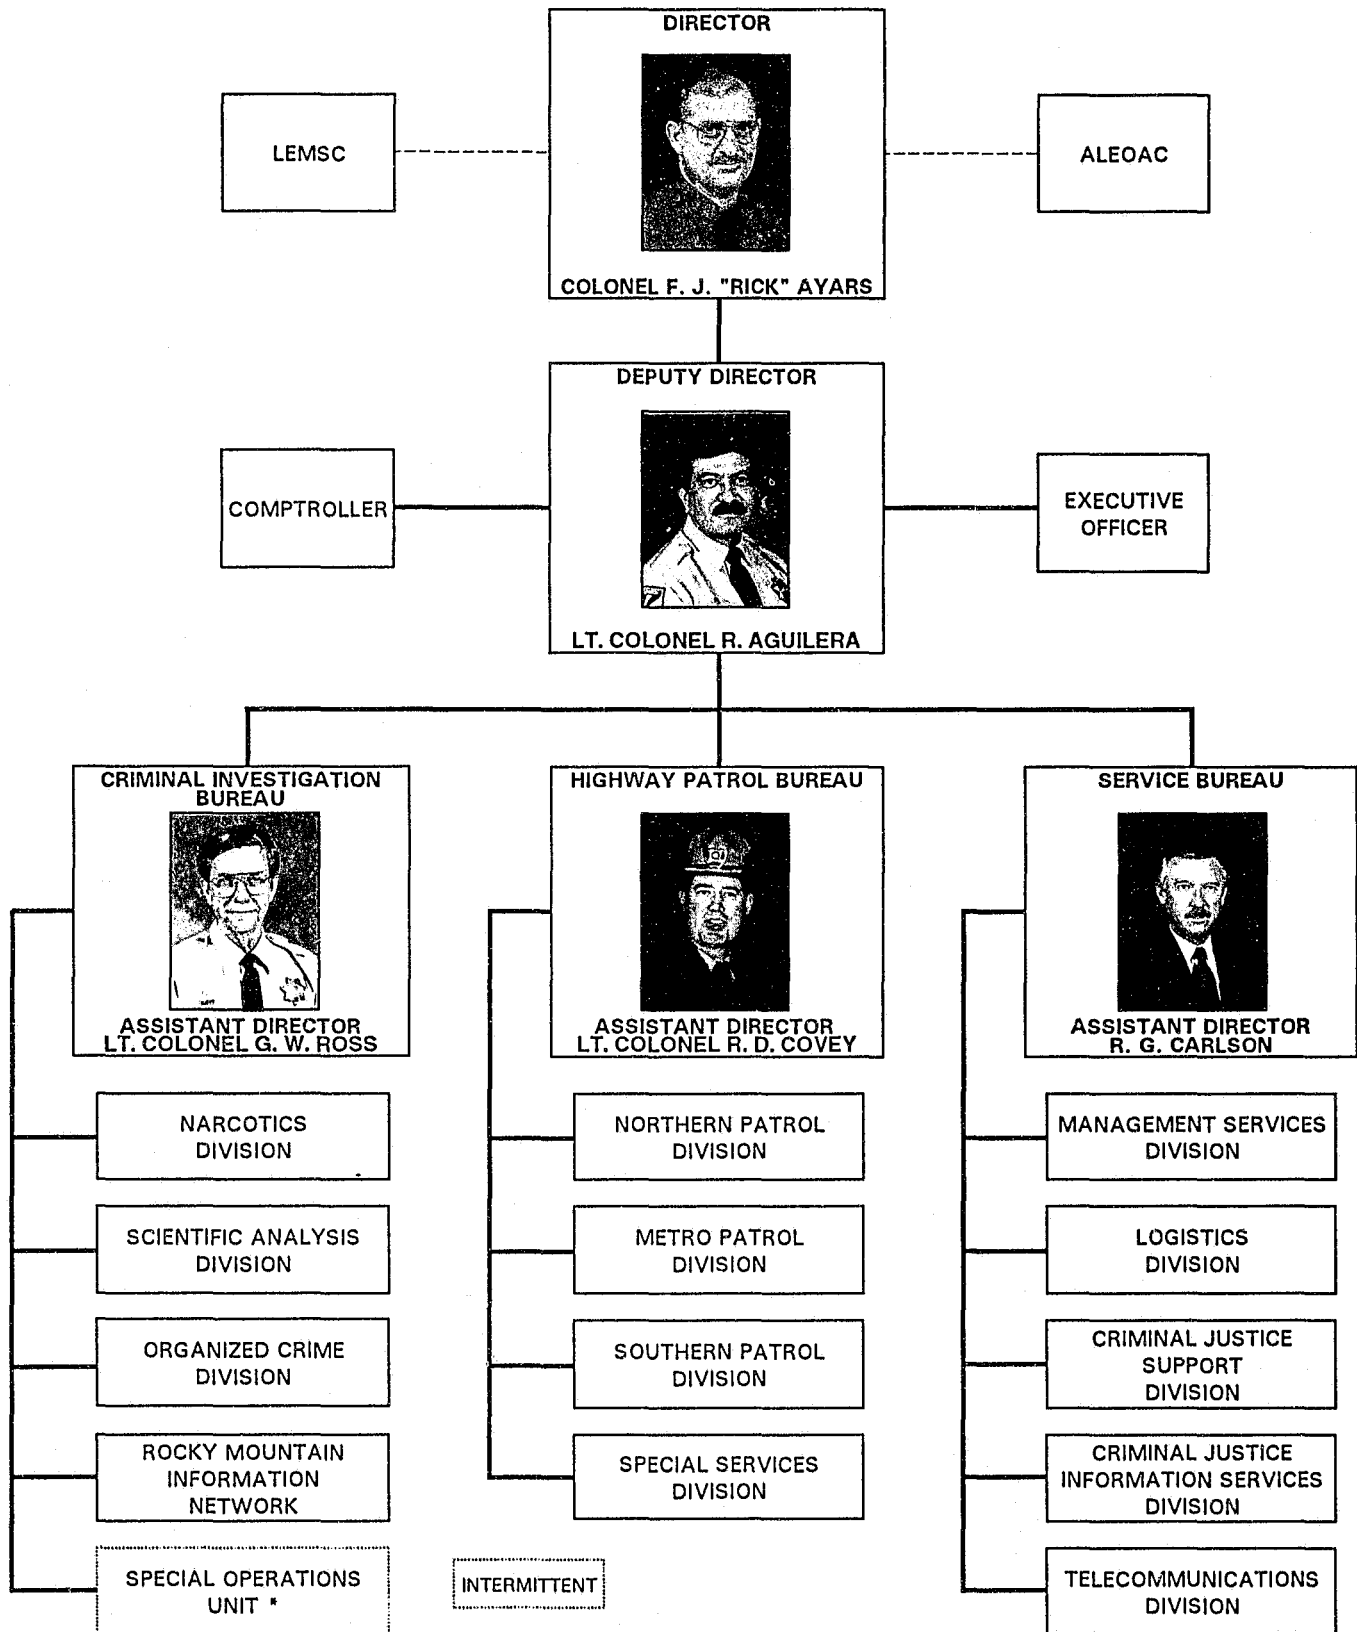 DIRECTOR
LEMSC
ALEOAC
COLONEL F. J. "RICK" AYARS
DEPUTY DIRECTOR
COMPTROLLER
EXECUTIVE
OFFICER
LT. COLONEL R. AGUILERA
CRIMINAL INVESTIGATION
BUREAU
ASSISTANT DIRECTOR
LT. COLONEL G. W. ROSS
NARCOTICS
DIVISION
SCIENTIFIC ANALYSIS
DIVISION
ORGANIZED CRIME
DIVISION
ROCKY MOUNTAIN
INFORMATION
NETWORK
SPECIAL OPERATIONS
UNIT *
HIGHWAY PATROL BUREAU
ASSISTANT DIRECTOR
LT. COLONEL R. D. COVEY
NORTHERN PATROL
DIVISION
METRO PATROL
DIVISION
SOUTHERN PATROL
DIVISION
SPECIAL SERVICES
DIVISION
INTERMITTENT
SERVICE BUREAU
ASSISTANT DIRECTOR
R. G. CARLSON
MANAGEMENT SERVICES
DIVISION
LOGISTICS
DIVISION
CRIMINAL JUSTICE
SUPPORT
DIVISION
CRIMINAL JUSTICE
INFORMATION SERVICES
DIVISION
TELECOMMUNICATIONS
DIVISION